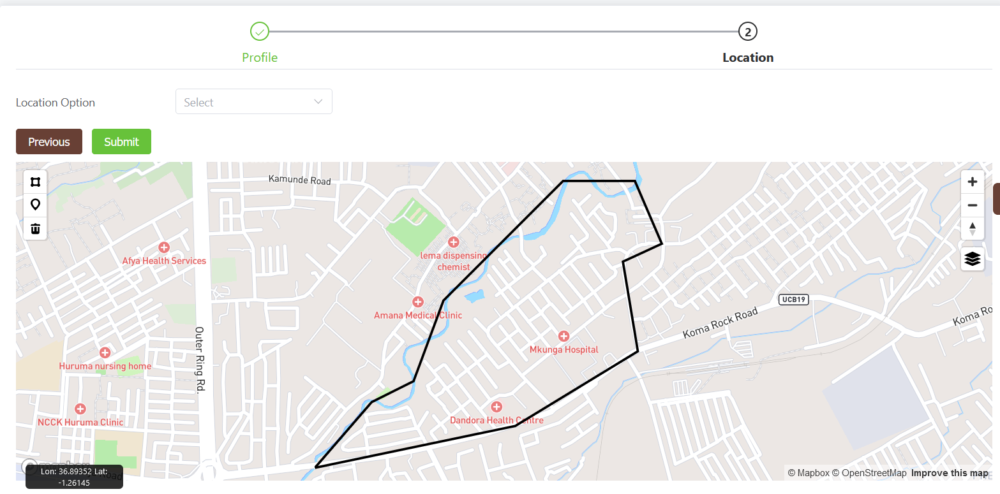 2
Profile
Location
Location Option
Select
Previous
Submit
Kamunde Road
Afya Health Services
lema dispensing
chemist
UCB19
Amana Medical Clinic
Koma Rock Road
Koma Ro
Outer Ring Rd.
Mkunga Hospital
Huruma nursing home
NCCK Huruma Clinic
Dandora Health Centre
mapbox
Road
Lon: 36.89352 Lat:
-1.26145
© Mapbox © OpenStreetMap Improve this map